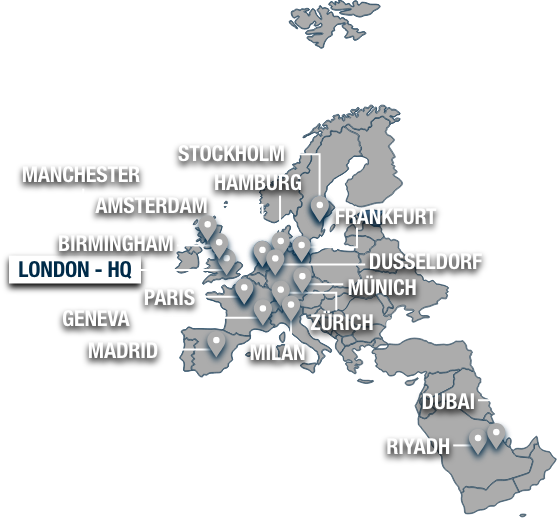 STOCKHOLM
MANCHESTER
HAMBURG
AMSTERDAM
FRANKFURT
BIRMINGHAM
DUSSELDORF
LONDON - HQ
MÜNICH
PARIS
GENEVA
ZÜRICH
MADRID
MILAN
DUBAI
RIYADH